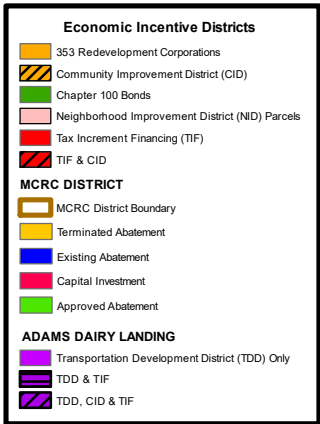 Economic Incentive Districts
353 Redevelopment Corporations
Community Improvement District (CID)
Chapter 100 Bonds
Neighborhood Improvement District (NID) Parcels
Tax Increment Financing (TIF)
TIF & CID
MCRC DISTRICT
MCRC District Boundary
Terminated Abatement
Existing Abatement
Capital Investment
Approved Abatement
ADAMS DAIRY LANDING
Transportation Development District (TDD) Only
TDD & TIF
TDD, CID & TIF